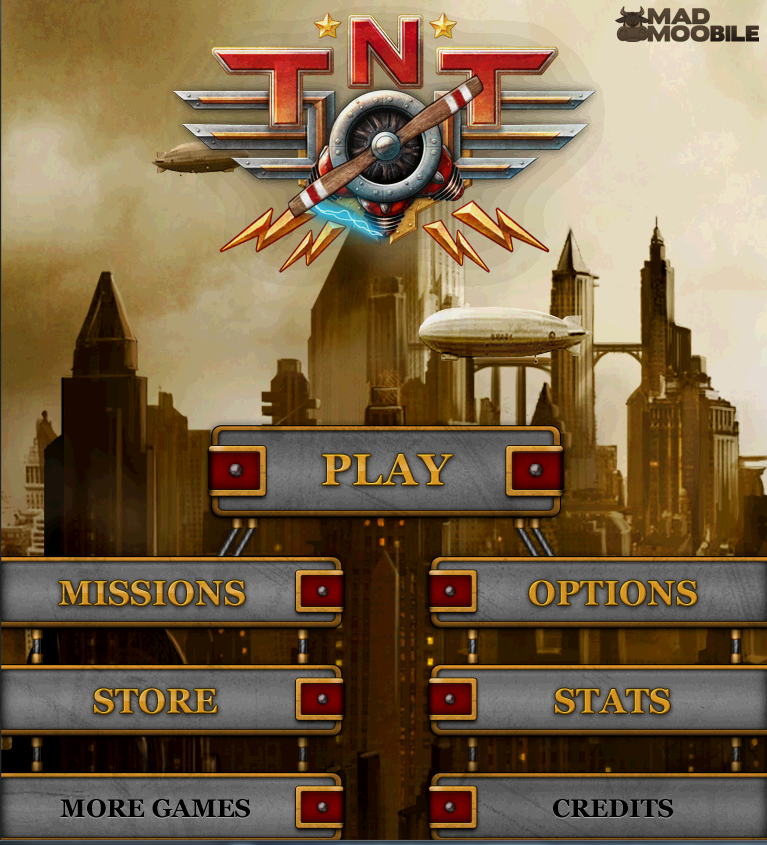 MAD
MOOBILE
TNT
PLAY
MISSIONS
OPTIONS
STORE
STATS
MORE GAMES
CREDITS